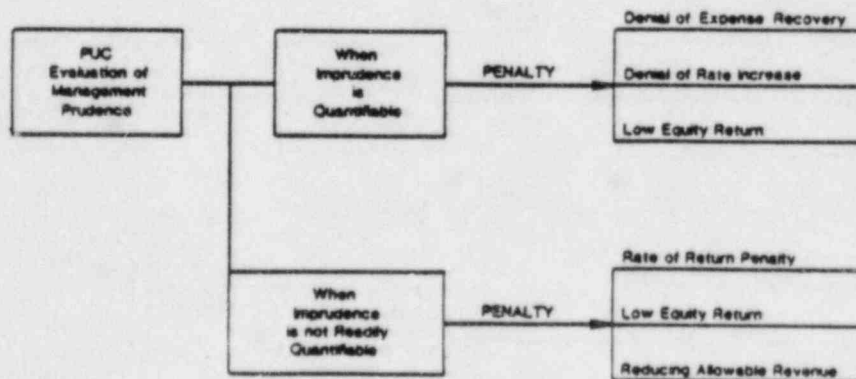 PUC
Evaluation of
Management
Prudence
When
Imprudence
is
Quantifiable
PENALTY
Denial of Expense Recovery
Denial of Rate Increase
Low Equity Return
When
Imprudence
is not Readily
Quantifiable
PENALTY
Rate of Return Penalty
Low Equity Return
Reducing Allowable Revenue